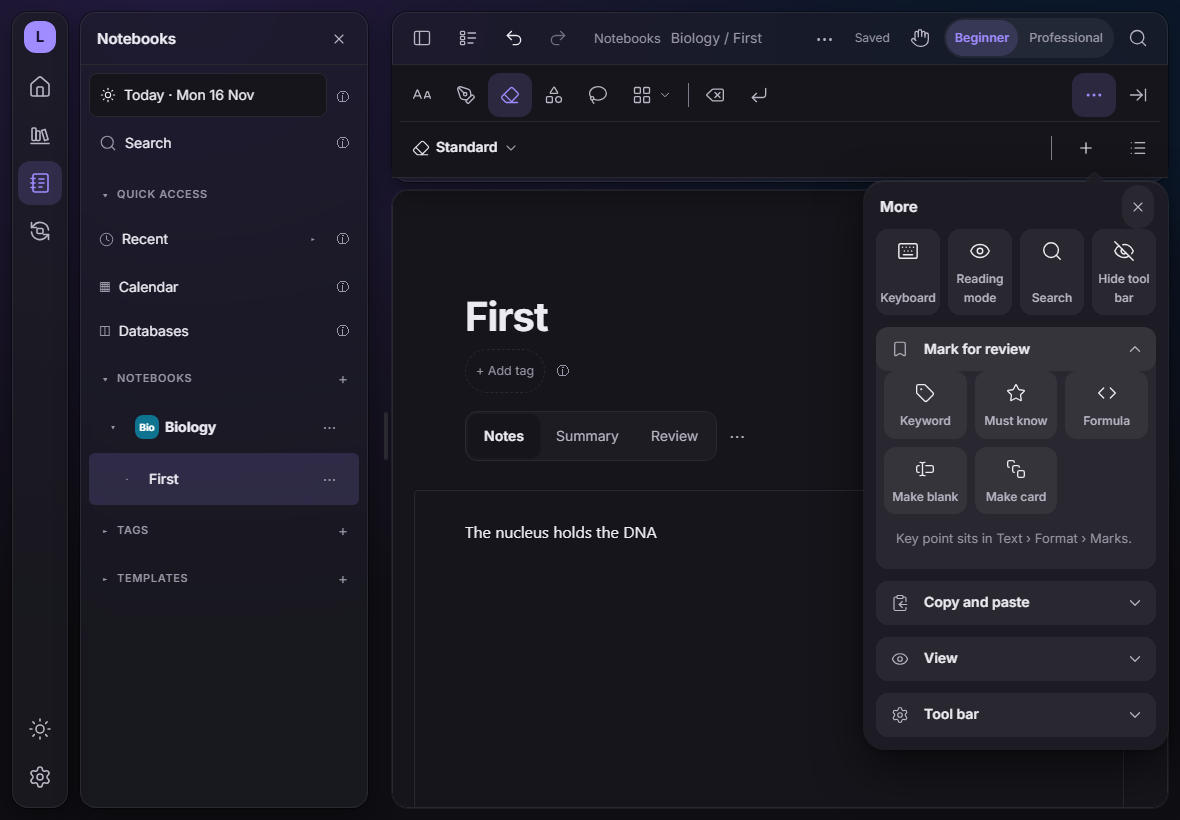 L
Notebooks
Today · Mon 16 Nov
Search
QUICK ACCESS
Recent
Calendar
Databases
NOTEBOOKS
Bio Biology
First
TAGS
TEMPLATES
Notebooks Biology / First
Saved
Beginner Professional
AA
Standard
First
+ Add tag
Notes Summary Review
The nucleus holds the DNA
More
Keyboard
Reading mode
Search
Hide tool bar
Mark for review
Keyword
Must know
Formula
Make blank
Make card
Key point sits in Text › Format › Marks.
Copy and paste
View
Tool bar